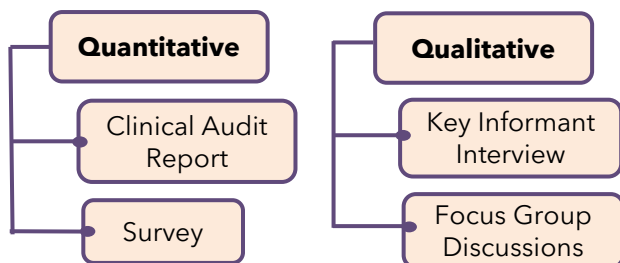 Quantitative
Clinical Audit
Report
Survey
Qualitative
Key Informant
Interview
Focus Group
Discussions